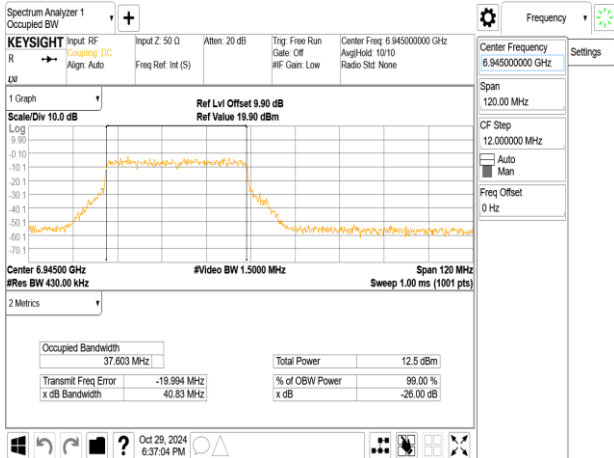 Spectrum Analyzer 1
Occupied BW
Frequency
KEYSIGHT
R
Input: RF
Coupling: DC
Align: Auto
Input Z: 50 Ω
Freq Ref: Int (S)
Atten: 20 dB
Trig: Free Run
Gate: Off
#IF Gain: Low
Center Freq: 6.945000000 GHz
Avg|Hold: 10/10
Radio Std: None
Center Frequency
6.945000000 GHz
Settings
Span
120.00 MHz
CF Step
12.000000 MHz
Auto
Man
Freq Offset
0 Hz
1 Graph
Scale/Div 10.0 dB
Ref Lvl Offset 9.90 dB
Ref Value 19.90 dBm
Log
9.90
-0.10
-10.1
-20.1
-30.1
-40.1
-50.1
-60.1
-70.1
Center 6.94500 GHz
#Video BW 1.5000 MHz
Span 120 MHz
#Res BW 430.00 kHz
Sweep 1.00 ms (1001 pts)
2 Metrics
Occupied Bandwidth
37.603 MHz
Total Power 12.5 dBm
Transmit Freq Error -19.994 MHz
% of OBW Power 99.00 %
x dB Bandwidth 40.83 MHz
x dB -26.00 dB
?
Oct 29, 2024
6:37:04 PM